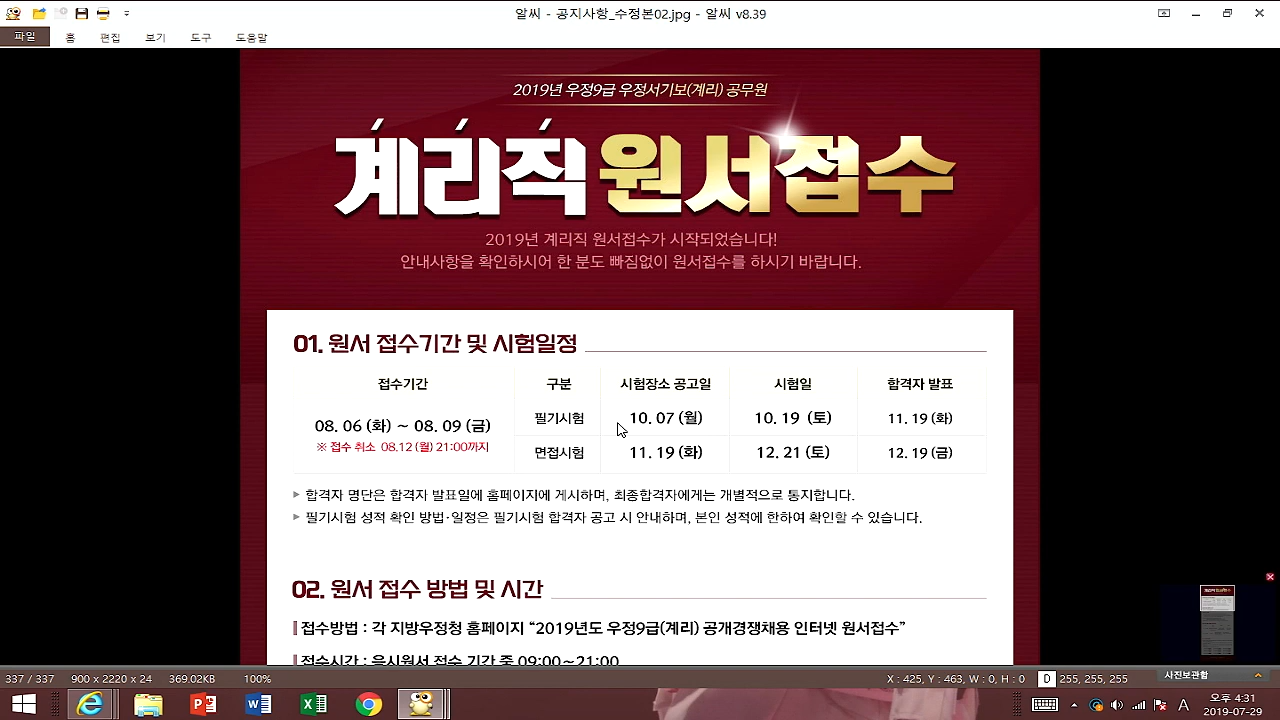 알씨 - 공지사항_수정본02.jpg - 알씨 v8.39
파일 홈 편집 보기 도구 도움말
2019년 우정9급 우정서기보(계리) 공무원
계리직 원서접수
2019년 계리직 원서접수가 시작되었습니다!
안내사항을 확인하시어 한 분도 빠짐없이 원서접수를 하시기 바랍니다.
01. 원서 접수기간 및 시험일정
접수기간 구분 시험장소 공고일 시험일 합격자 발표
08. 06 (화) ~ 08. 09 (금)
※ 접수 취소 08.12 (월) 21:00까지
필기시험 10. 07 (월) 10. 19 (토) 11. 19 (화)
면접시험 11. 19 (화) 12. 21 (토) 12. 19 (금)
▶ 합격자 명단은 합격자 발표일에 홈페이지에 게시하며, 최종합격자에게는 개별적으로 통지합니다.
▶ 필기시험 성적 확인 방법·일정은 필기시험 합격자 공고 시 안내하며, 본인 성적에 한하여 확인할 수 있습니다.
02. 원서 접수 방법 및 시간
접수방법 : 각 지방우정청 홈페이지 “2019년도 우정9급(계리) 공개경쟁채용 인터넷 원서접수”
접수시간 : 응시원서 접수 기간 중 09:00~21:00
337 / 337 900 x 2220 x 24 369.02KB 100% X : 425, Y : 463, W : 0, H : 0 D 255, 255, 255 사진보관함
A 오후 4:31
2019-07-29